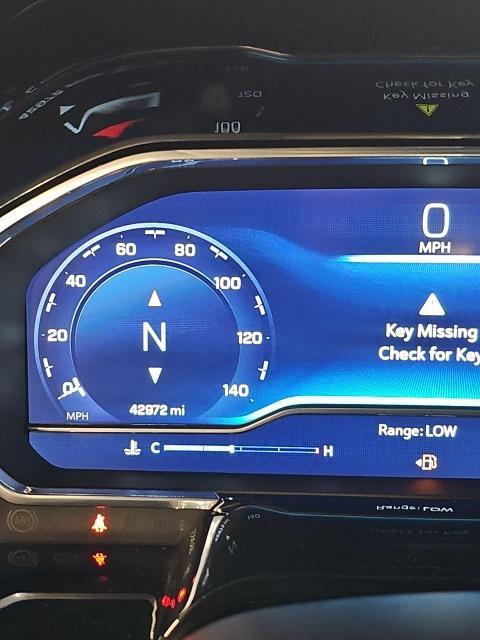 0
MPH
60 80
40 100
20 120
0 140
N
MPH
42972 mi
Key Missing
Check for Key
Range: LOW
C H